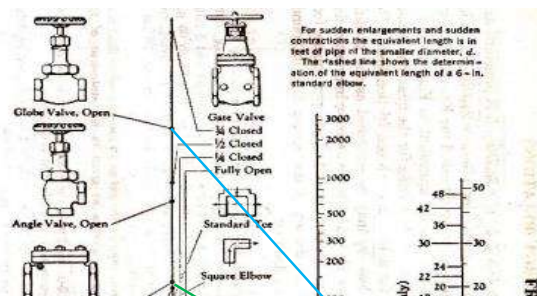 For sudden enlargements and sudden
contractions the equivalent length is in
feet of pipe of the smaller diameter, d.
The dashed line shows the determin-
ation of the equivalent length of a 6-in.
standard elbow.
Globe Valve, Open
Gate Valve
¾ Closed
½ Closed
¼ Closed
Fully Open
Angle Valve, Open
Standard Tee
Square Elbow
3000
2000
1000
500
300
200
48
42
36
30
24
22
20
50
30
20